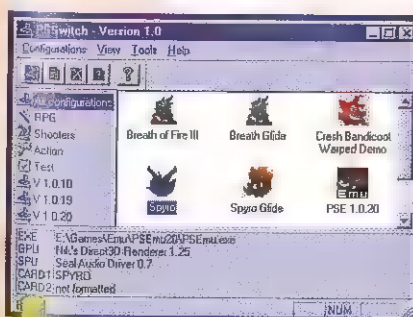 PSSwitch - Version 1.0
Configurations View Tools Help
All configurations
RPG
Shooters
Action
Test
V 1.0.10
V 1.0.19
V 1.0.20
Breath of Fire III
Breath Glide
Crash Bandicoot
Warped Demo
Spyro
Spyro Glide
Emu
PSE 1.0.20
EXE E:\Games\Emu\PSEmu20\PSEmu.exe
GPU Nik's Direct3D Renderer 1.25
SPU Seal Audio Driver 0.7
CARD1 SPYRO
CARD2 not formatted
NUM